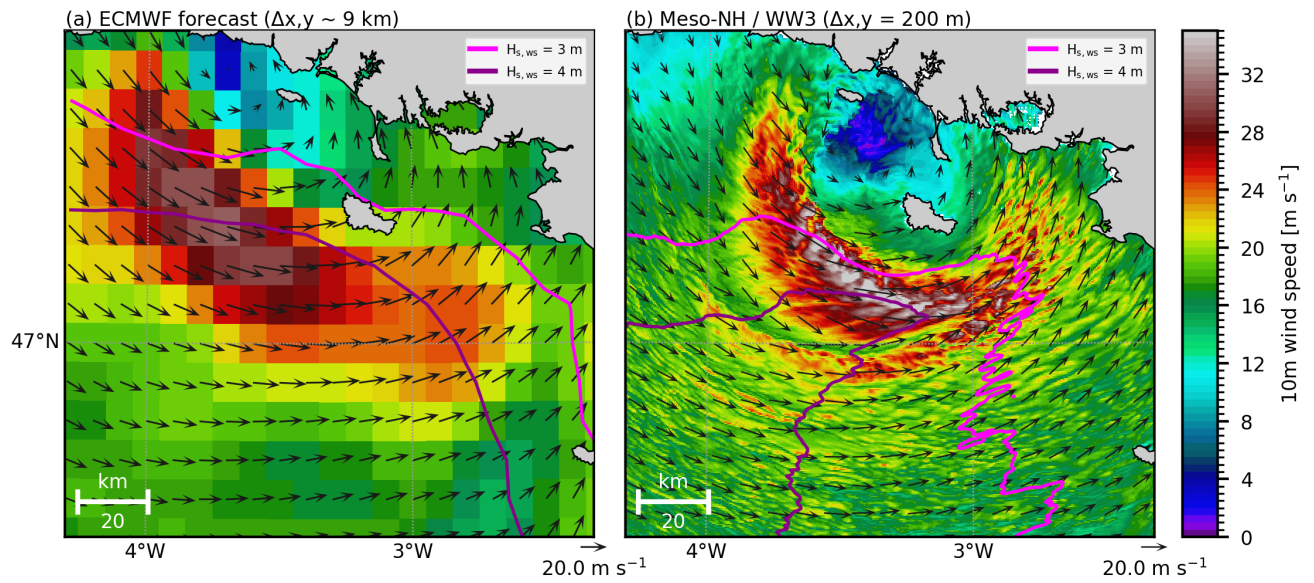 (a) ECMWF forecast (Δx,y ~ 9 km)
(b) Meso-NH / WW3 (Δx,y = 200 m)
Hs,ws = 3 m
Hs,ws = 4 m
Hs,ws = 3 m
Hs,ws = 4 m
47°N
km
20
km
20
4°W
3°W
4°W
3°W
20.0 m s⁻¹
20.0 m s⁻¹
32
28
24
20
16
12
8
4
0
10m wind speed [m s⁻¹]